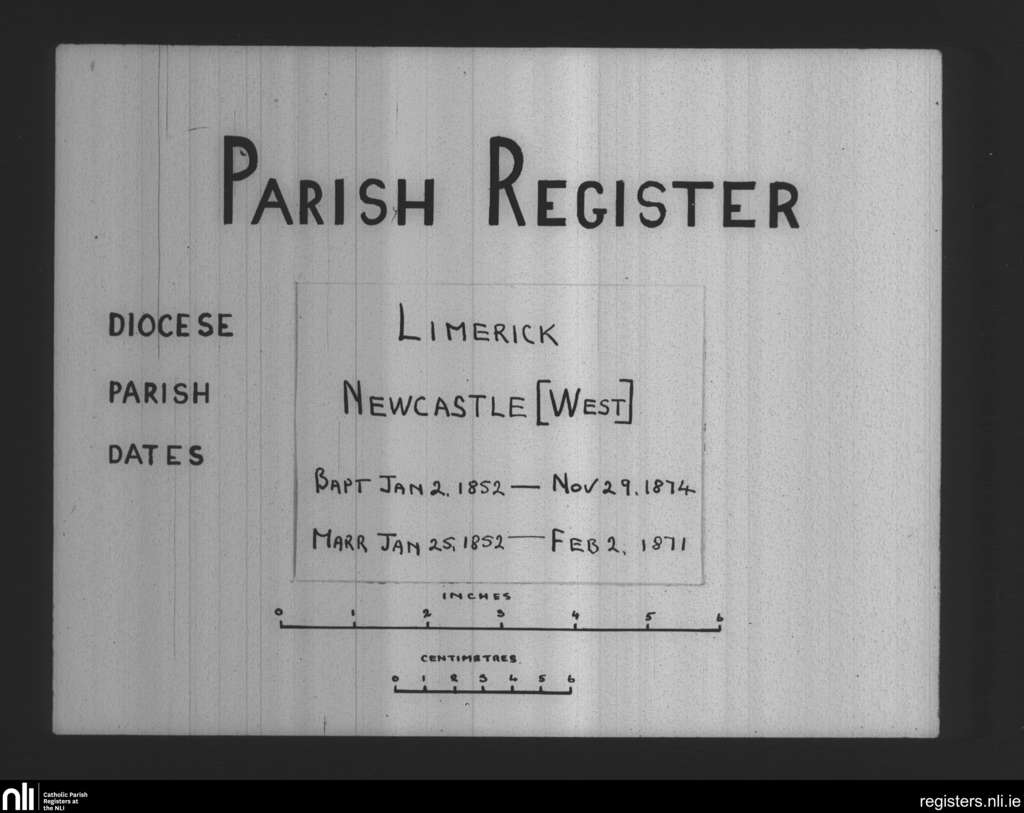 PARISH REGISTER
DIOCESE LIMERICK
PARISH NEWCASTLE [WEST]
DATES
BAPT JAN 2, 1852 — NOV 29, 1874
MARR JAN 25, 1852 — FEB 2, 1871
INCHES
0 1 2 3 4 5 6
CENTIMETRES
0 1 2 3 4 5 6
nli Catholic Parish
Registers at
the NLI
registers.nli.ie